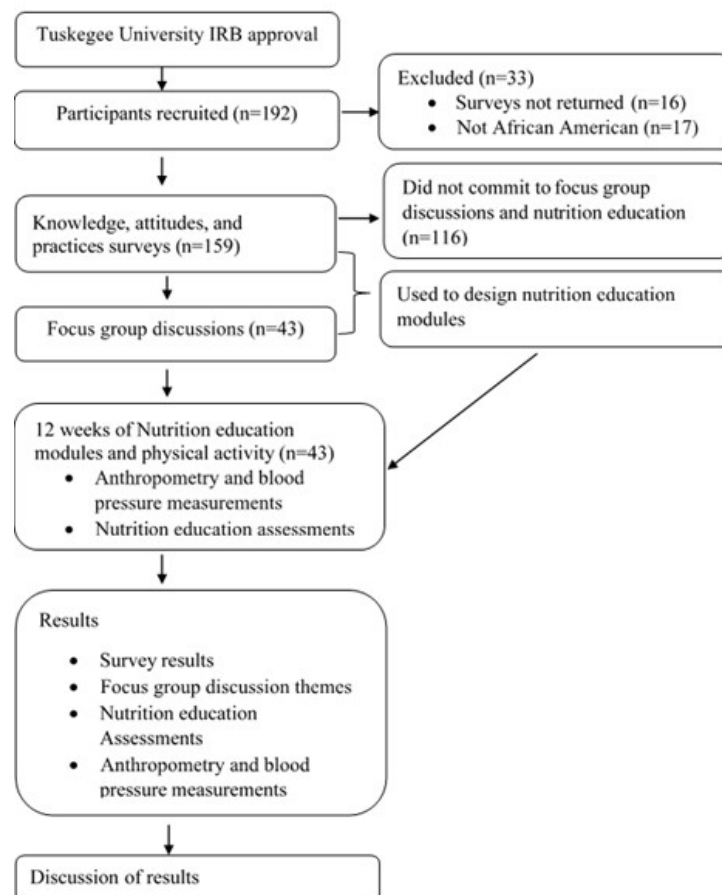 Tuskegee University IRB approval
Participants recruited (n=192)
Excluded (n=33)
• Surveys not returned (n=16)
• Not African American (n=17)
Knowledge, attitudes, and
practices surveys (n=159)
Did not commit to focus group
discussions and nutrition education
(n=116)
Used to design nutrition education
modules
Focus group discussions (n=43)
12 weeks of Nutrition education
modules and physical activity (n=43)
• Anthropometry and blood
pressure measurements
• Nutrition education assessments
Results
• Survey results
• Focus group discussion themes
• Nutrition education
Assessments
• Anthropometry and blood
pressure measurements
Discussion of results